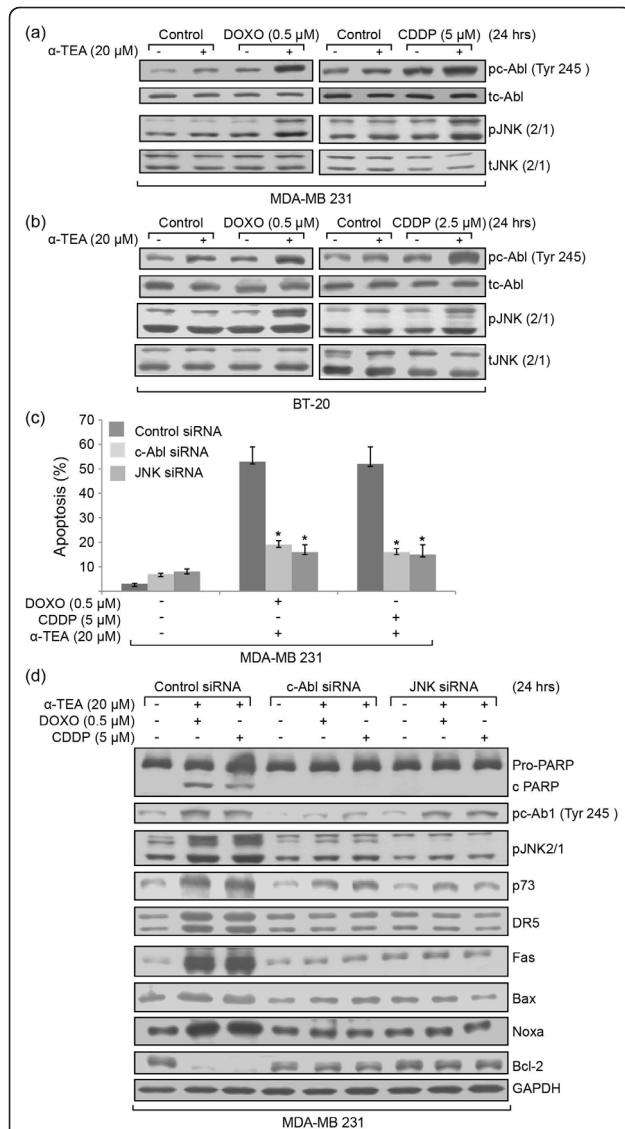 (a)
Control DOXO (0.5 µM) Control CDDP (5 µM) (24 hrs)
α-TEA (20 µM) - + - + - + - +
pc-Abl (Tyr 245 )
tc-Abl
pJNK (2/1)
tJNK (2/1)
MDA-MB 231
(b)
Control DOXO (0.5 µM) Control CDDP (2.5 µM) (24 hrs)
α-TEA (20 µM) - + - + - + - +
pc-Abl (Tyr 245)
tc-Abl
pJNK (2/1)
tJNK (2/1)
BT-20
(c)
70
60
50
40
30
20
10
Apoptosis (%)
Control siRNA
c-Abl siRNA
JNK siRNA
* * * *
DOXO (0.5 µM) - + -
CDDP (5 µM) - - +
α-TEA (20 µM) - + +
MDA-MB 231
(d)
Control siRNA c-Abl siRNA JNK siRNA (24 hrs)
α-TEA (20 µM) - + + - + + - + +
DOXO (0.5 µM) - + - + - +
CDDP (5 µM) - + - + - +
Pro-PARP
c PARP
pc-Ab1 (Tyr 245 )
pJNK2/1
p73
DR5
Fas
Bax
Noxa
Bcl-2
GAPDH
MDA-MB 231